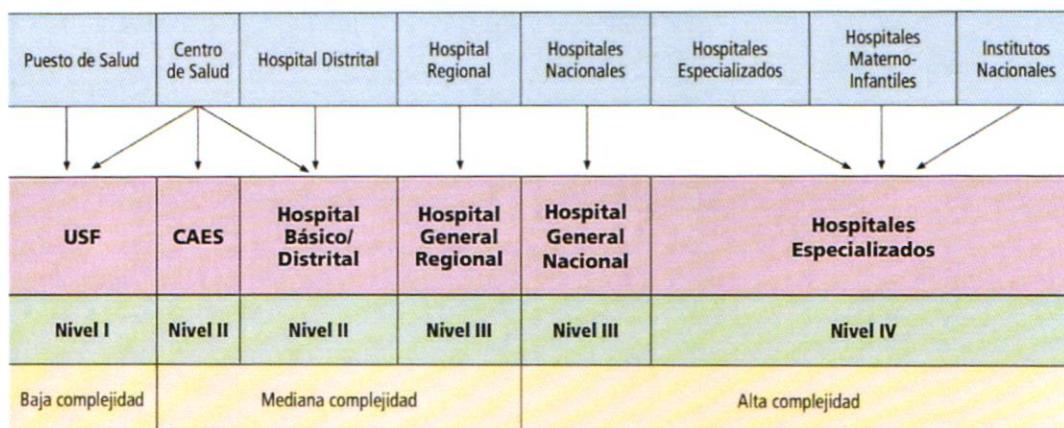 Puesto de Salud
Centro
de Salud
Hospital Distrital
Hospital
Regional
Hospitales
Nacionales
Hospitales
Especializados
Hospitales
Materno-
Infantiles
Institutos
Nacionales
USF
CAES
Hospital
Básico/
Distrital
Hospital
General
Regional
Hospital
General
Nacional
Hospitales
Especializados
Nivel I
Nivel II
Nivel II
Nivel III
Nivel III
Nivel IV
Baja complejidad
Mediana complejidad
Alta complejidad